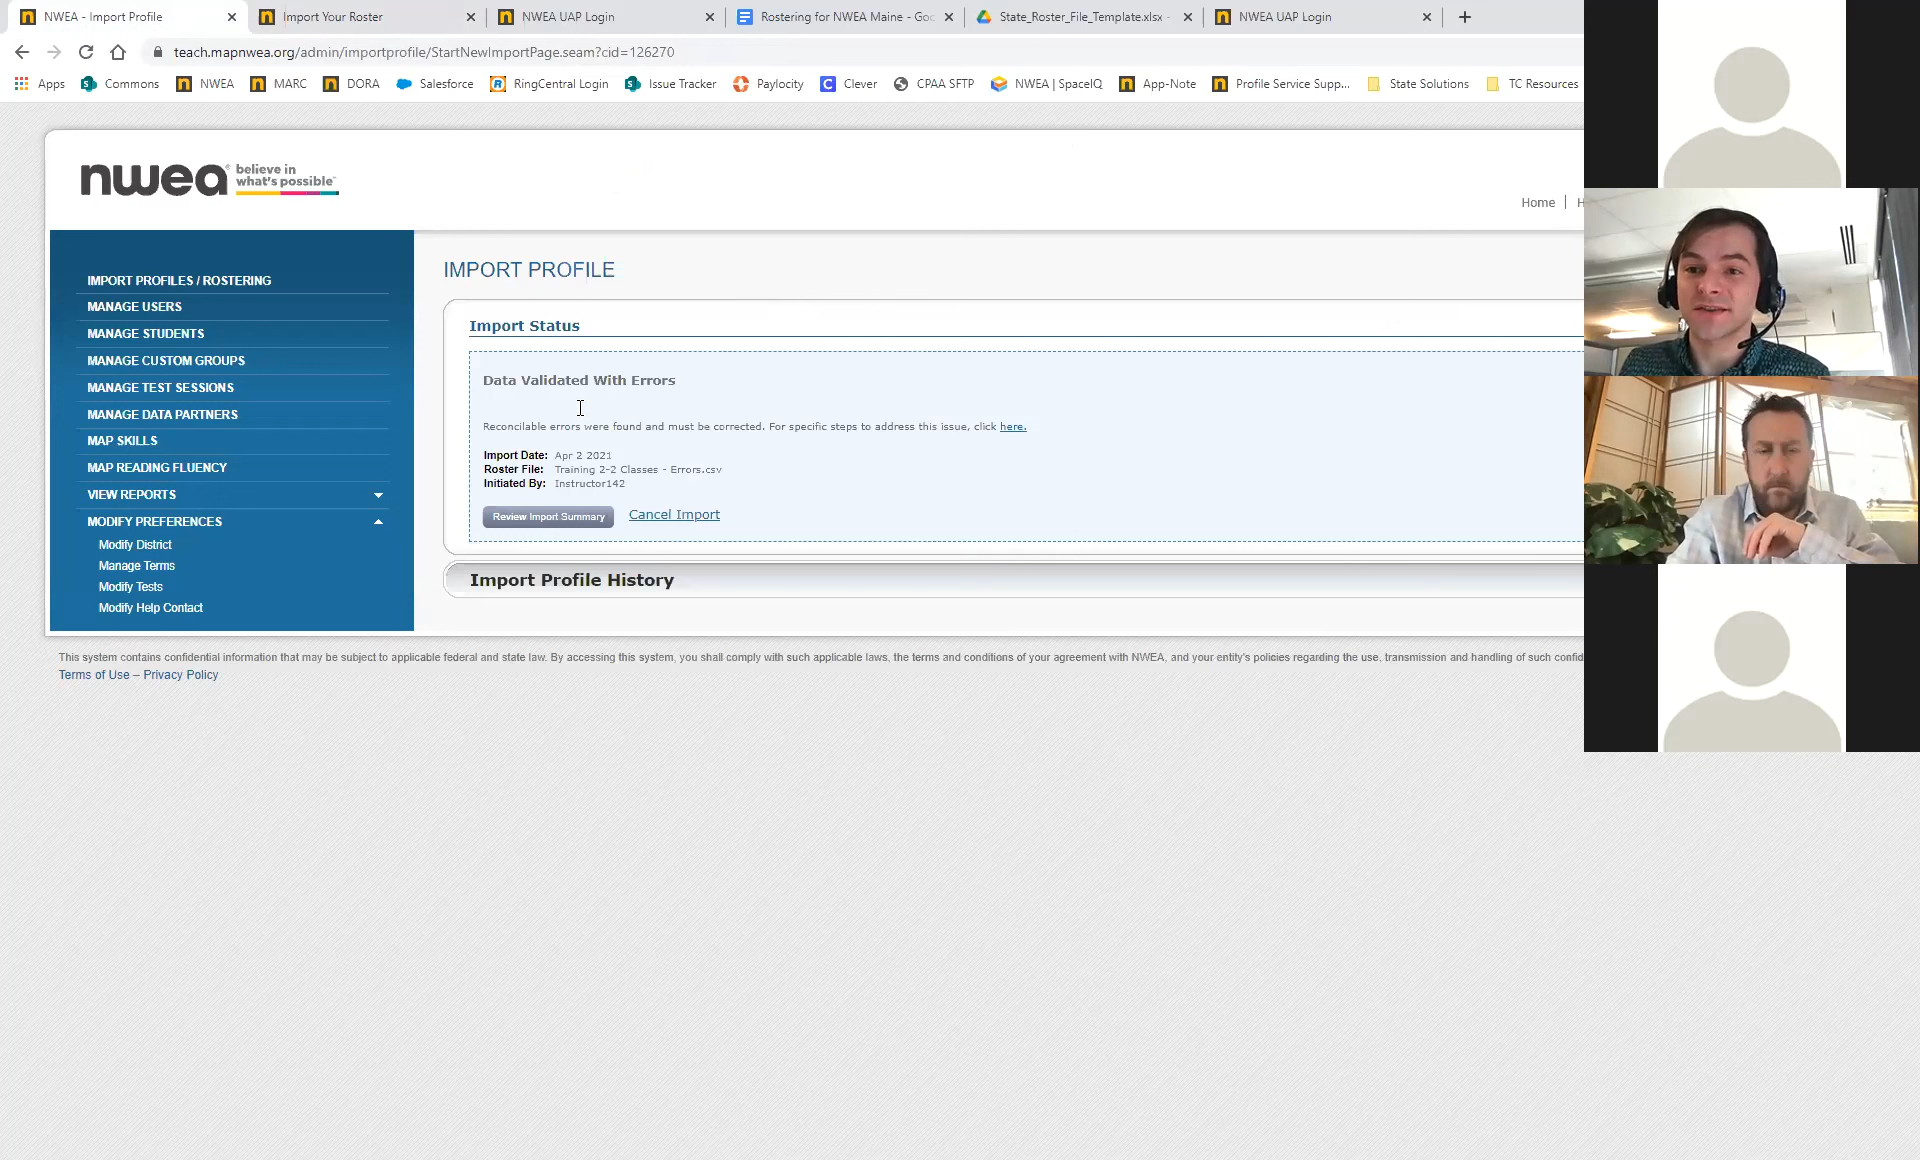 NWEA - Import Profile
Import Your Roster
NWEA UAP Login
Rostering for NWEA Maine - Goo
State_Roster_File_Template.xlsx -
NWEA UAP Login
teach.mapnwea.org/admin/importprofile/StartNewImportPage.seam?cid=126270
Apps
Commons
NWEA
MARC
DORA
Salesforce
RingCentral Login
Issue Tracker
Paylocity
Clever
CPAA SFTP
NWEA | SpaceIQ
App-Note
Profile Service Supp...
State Solutions
TC Resources
nwea
believe in
what's possible
Home
H
IMPORT PROFILES / ROSTERING
MANAGE USERS
MANAGE STUDENTS
MANAGE CUSTOM GROUPS
MANAGE TEST SESSIONS
MANAGE DATA PARTNERS
MAP SKILLS
MAP READING FLUENCY
VIEW REPORTS
MODIFY PREFERENCES
Modify District
Manage Terms
Modify Tests
Modify Help Contact
IMPORT PROFILE
Import Status
Data Validated With Errors
Reconcilable errors were found and must be corrected. For specific steps to address this issue, click here.
Import Date: Apr 2 2021
Roster File: Training 2-2 Classes - Errors.csv
Initiated By: Instructor142
Review Import Summary Cancel Import
Import Profile History
This system contains confidential information that may be subject to applicable federal and state law. By accessing this system, you shall comply with such applicable laws, the terms and conditions of your agreement with NWEA, and your entity's policies regarding the use, transmission and handling of such confid
Terms of Use – Privacy Policy